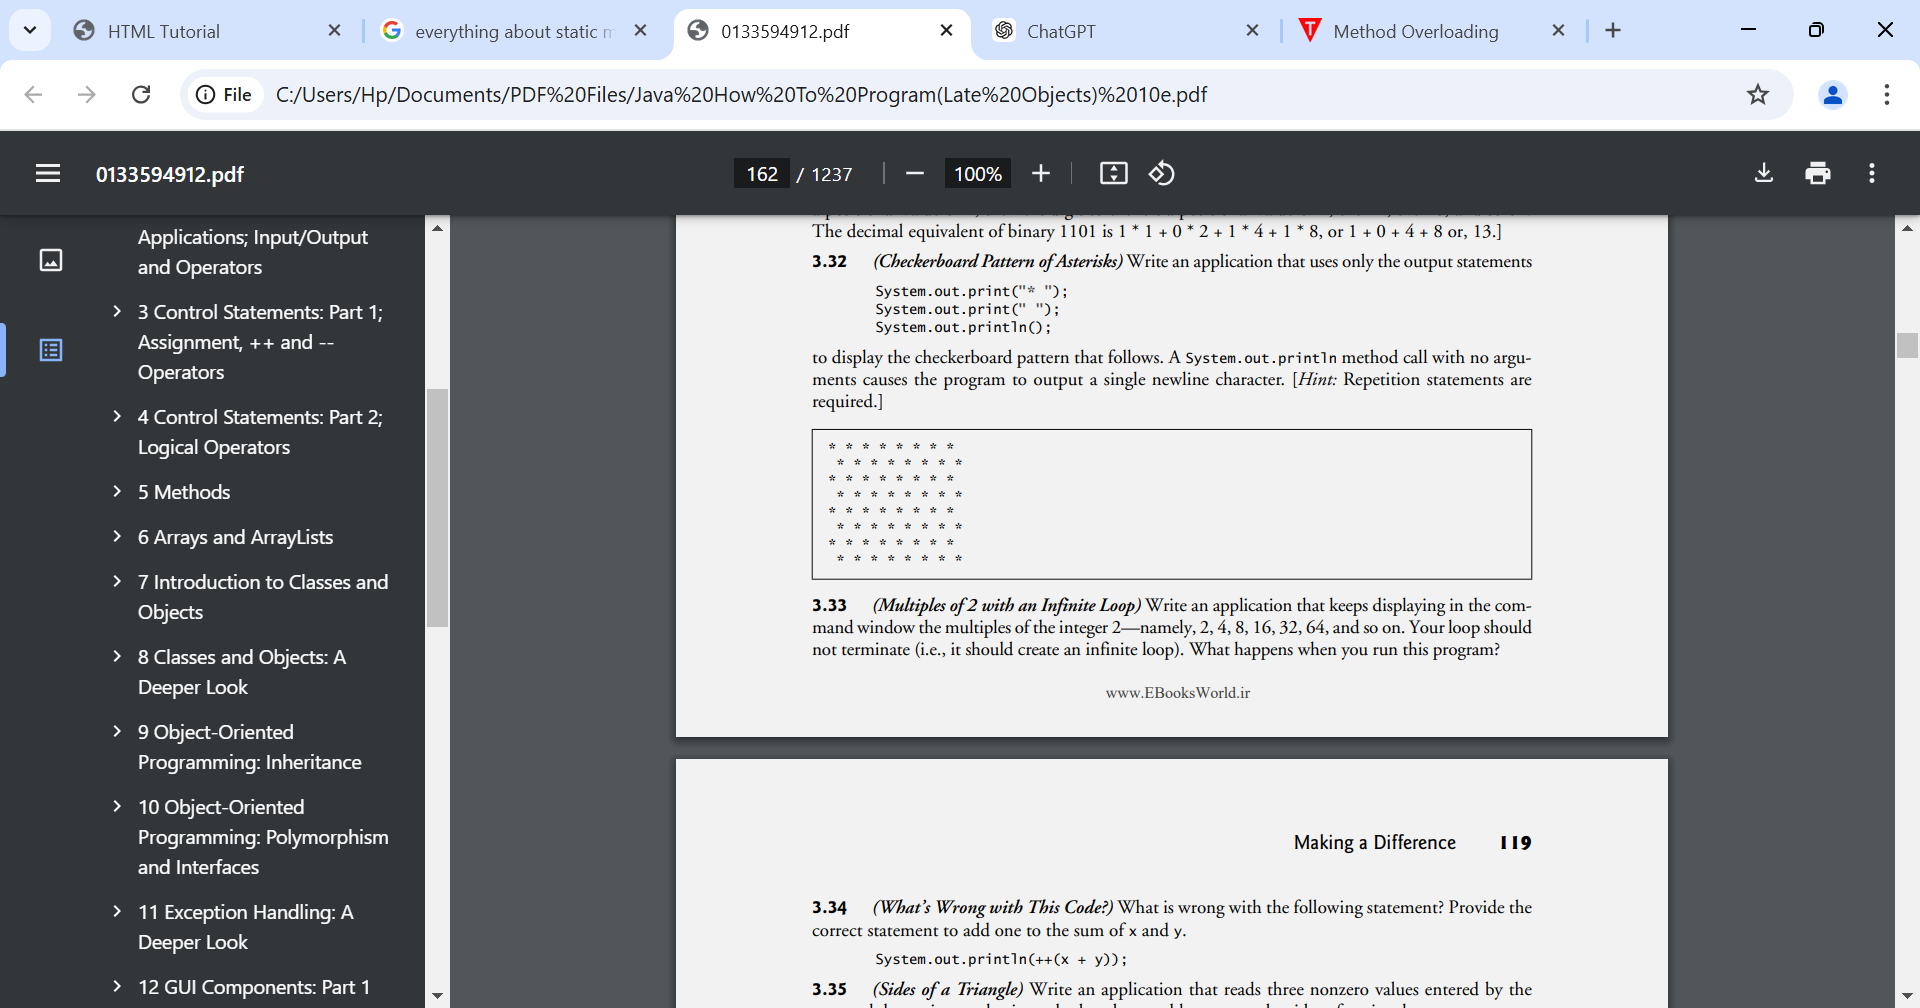 HTML Tutorial
everything about static m
0133594912.pdf
ChatGPT
Method Overloading
File
C:/Users/Hp/Documents/PDF%20Files/Java%20How%20To%20Program(Late%20Objects)%2010e.pdf
0133594912.pdf
162 / 1237
100%
Applications; Input/Output
and Operators
3 Control Statements: Part 1;
Assignment, ++ and --
Operators
4 Control Statements: Part 2;
Logical Operators
5 Methods
6 Arrays and ArrayLists
7 Introduction to Classes and
Objects
8 Classes and Objects: A
Deeper Look
9 Object-Oriented
Programming: Inheritance
10 Object-Oriented
Programming: Polymorphism
and Interfaces
11 Exception Handling: A
Deeper Look
12 GUI Components: Part 1
The decimal equivalent of binary 1101 is 1 * 1 + 0 * 2 + 1 * 4 + 1 * 8, or 1 + 0 + 4 + 8 or, 13.]
3.32 (Checkerboard Pattern of Asterisks) Write an application that uses only the output statements
System.out.print("* ");
System.out.print(" ");
System.out.println();
to display the checkerboard pattern that follows. A System.out.println method call with no argu-
ments causes the program to output a single newline character. [Hint: Repetition statements are
required.]
* * * * * * * *
 * * * * * * * *
* * * * * * * *
 * * * * * * * *
* * * * * * * *
 * * * * * * * *
* * * * * * * *
 * * * * * * * *
3.33 (Multiples of 2 with an Infinite Loop) Write an application that keeps displaying in the com-
mand window the multiples of the integer 2—namely, 2, 4, 8, 16, 32, 64, and so on. Your loop should
not terminate (i.e., it should create an infinite loop). What happens when you run this program?
www.EBooksWorld.ir
Making a Difference 119
3.34 (What's Wrong with This Code?) What is wrong with the following statement? Provide the
correct statement to add one to the sum of x and y.
System.out.println(++(x + y));
3.35 (Sides of a Triangle) Write an application that reads three nonzero values entered by the